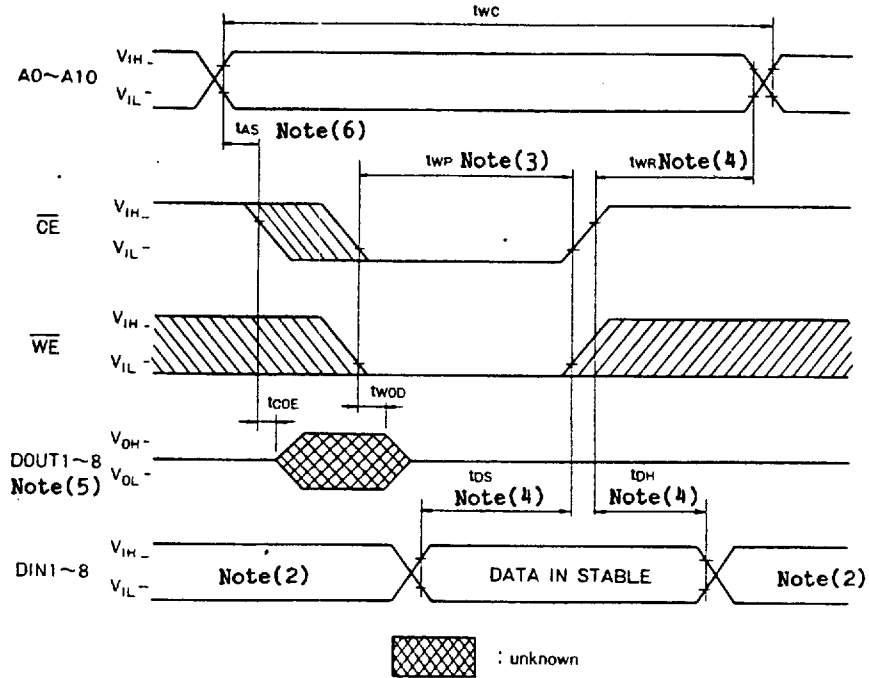 tWC
A0~A10
VIH
VIL
tAS Note(6)
tWP Note(3)
tWR Note(4)
CE
VIH
VIL
WE
VIH
VIL
tCOE
tWOD
DOUT1~8
Note(5)
VOH
VOL
tDS
Note(4)
tDH
Note(4)
DIN1~8
VIH
VIL
Note(2)
DATA IN STABLE
Note(2)
: unknown